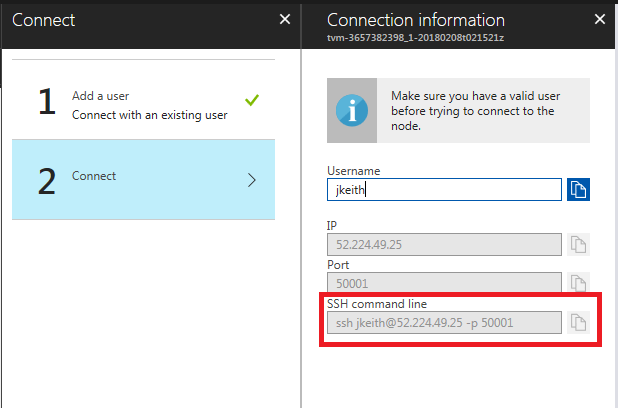 Connect
1
Add a user
Connect with an existing user
2
Connect
Connection information
tvm-3657382398_1-20180208t021521z
Make sure you have a valid user
before trying to connect to the
node.
Username
jkeith
IP
52.224.49.25
Port
50001
SSH command line
ssh jkeith@52.224.49.25 -p 50001